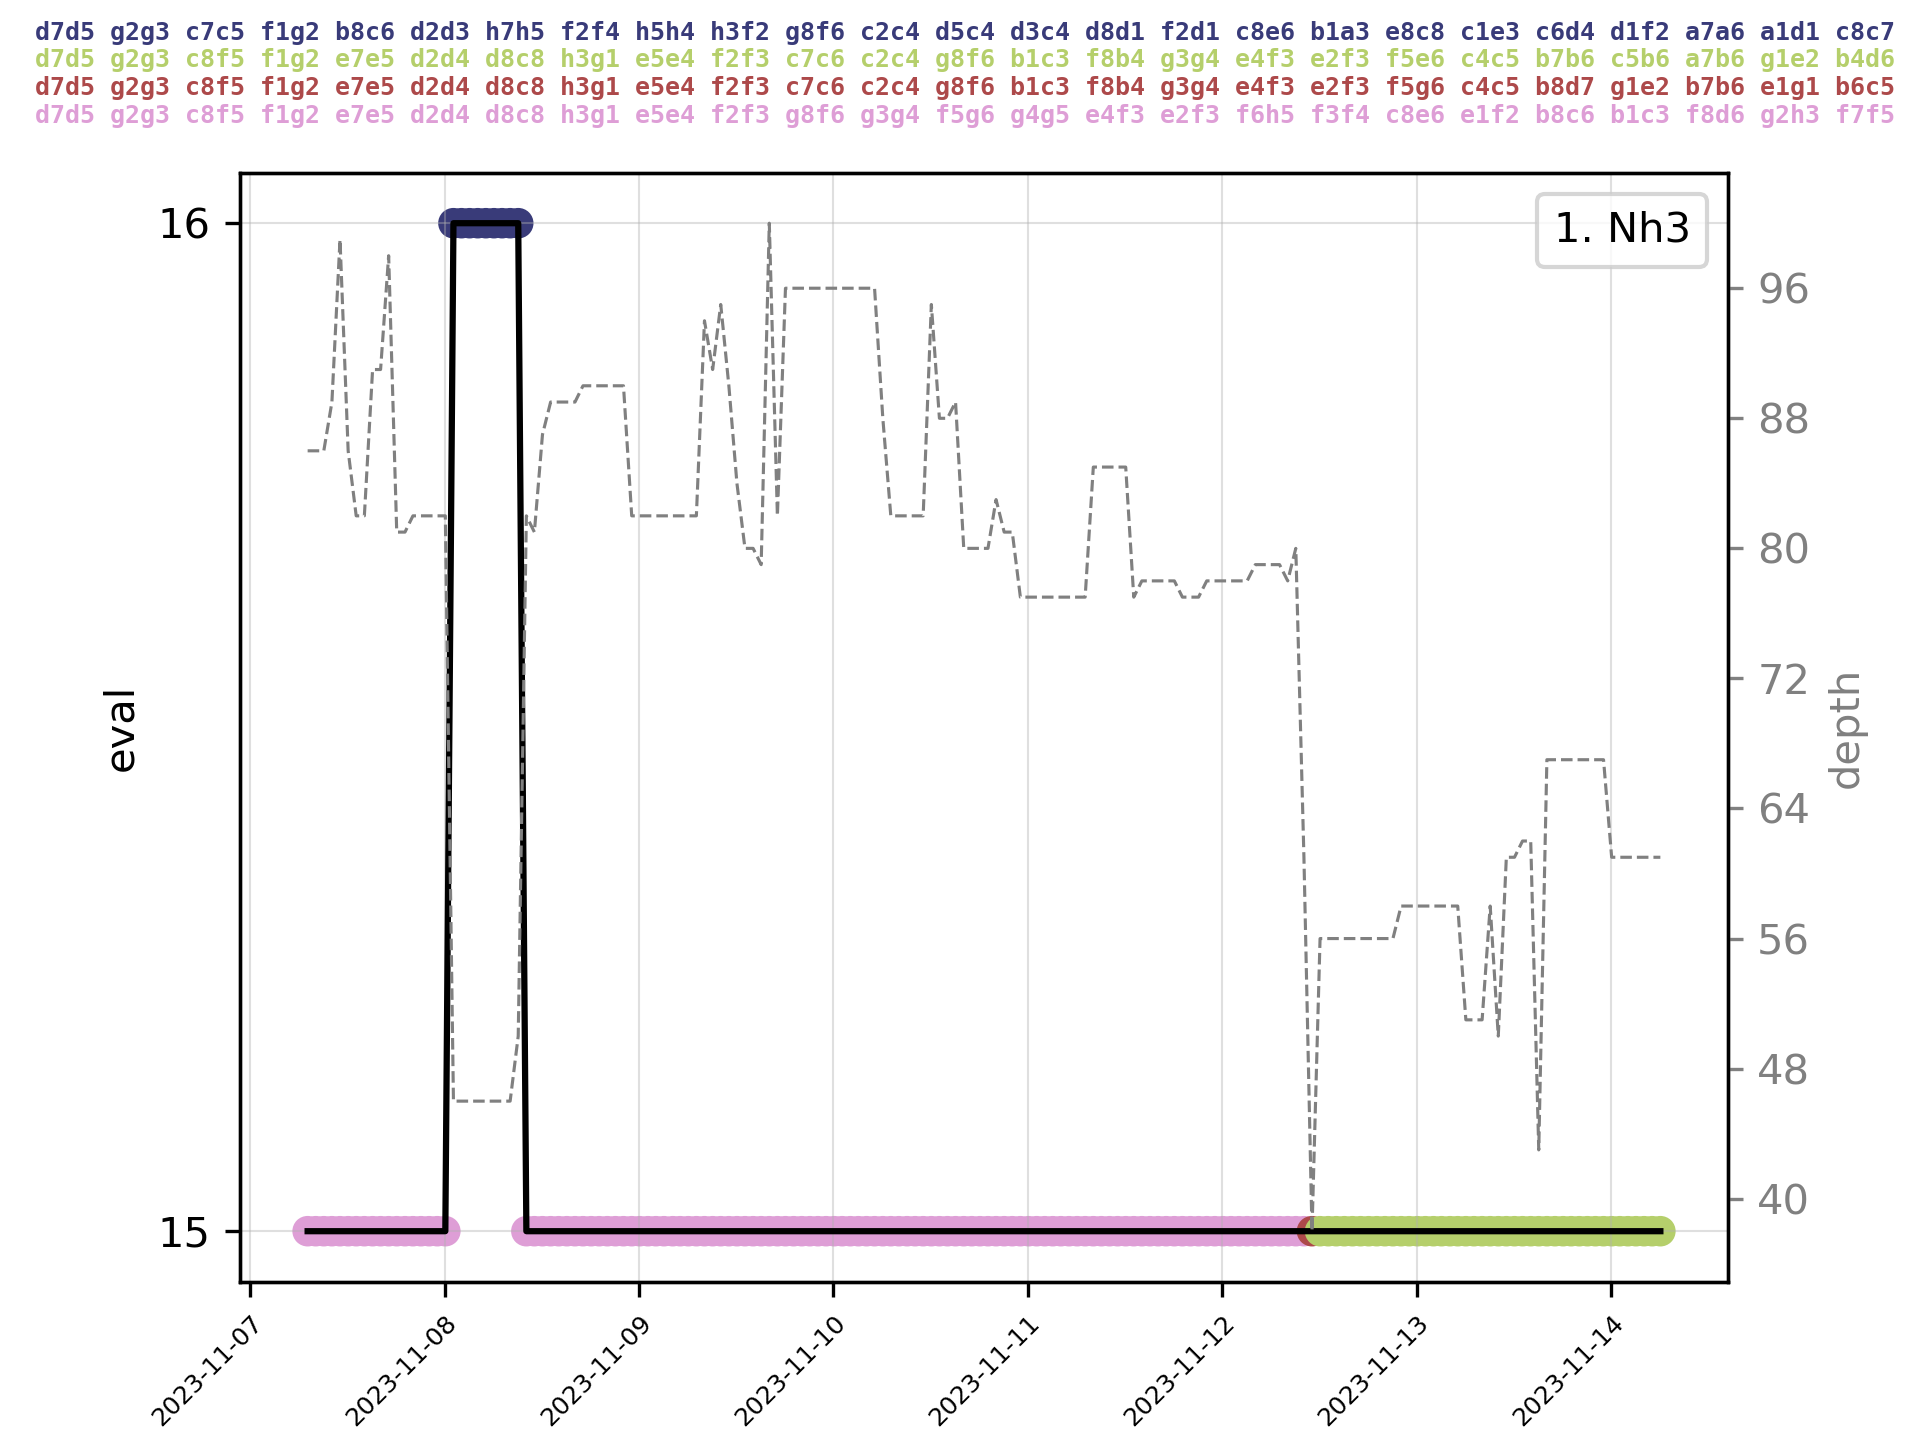 d7d5 g2g3 c7c5 f1g2 b8c6 d2d3 h7h5 f2f4 h5h4 h3f2 g8f6 c2c4 d5c4 d3c4 d8d1 f2d1 c8e6 b1a3 e8c8 c1e3 c6d4 d1f2 a7a6 a1d1 c8c7
d7d5 g2g3 c8f5 f1g2 e7e5 d2d4 d8c8 h3g1 e5e4 f2f3 c7c6 c2c4 g8f6 b1c3 f8b4 g3g4 e4f3 e2f3 f5e6 c4c5 b7b6 c5b6 a7b6 g1e2 b4d6
d7d5 g2g3 c8f5 f1g2 e7e5 d2d4 d8c8 h3g1 e5e4 f2f3 c7c6 c2c4 g8f6 b1c3 f8b4 g3g4 e4f3 e2f3 f5g6 c4c5 b8d7 g1e2 b7b6 e1g1 b6c5
d7d5 g2g3 c8f5 f1g2 e7e5 d2d4 d8c8 h3g1 e5e4 f2f3 g8f6 g3g4 f5g6 g4g5 e4f3 e2f3 f6h5 f3f4 c8e6 e1f2 b8c6 b1c3 f8d6 g2h3 f7f5
1. Nh3
16
15
eval
96
88
80
72
64
56
48
40
depth
2023-11-07
2023-11-08
2023-11-09
2023-11-10
2023-11-11
2023-11-12
2023-11-13
2023-11-14